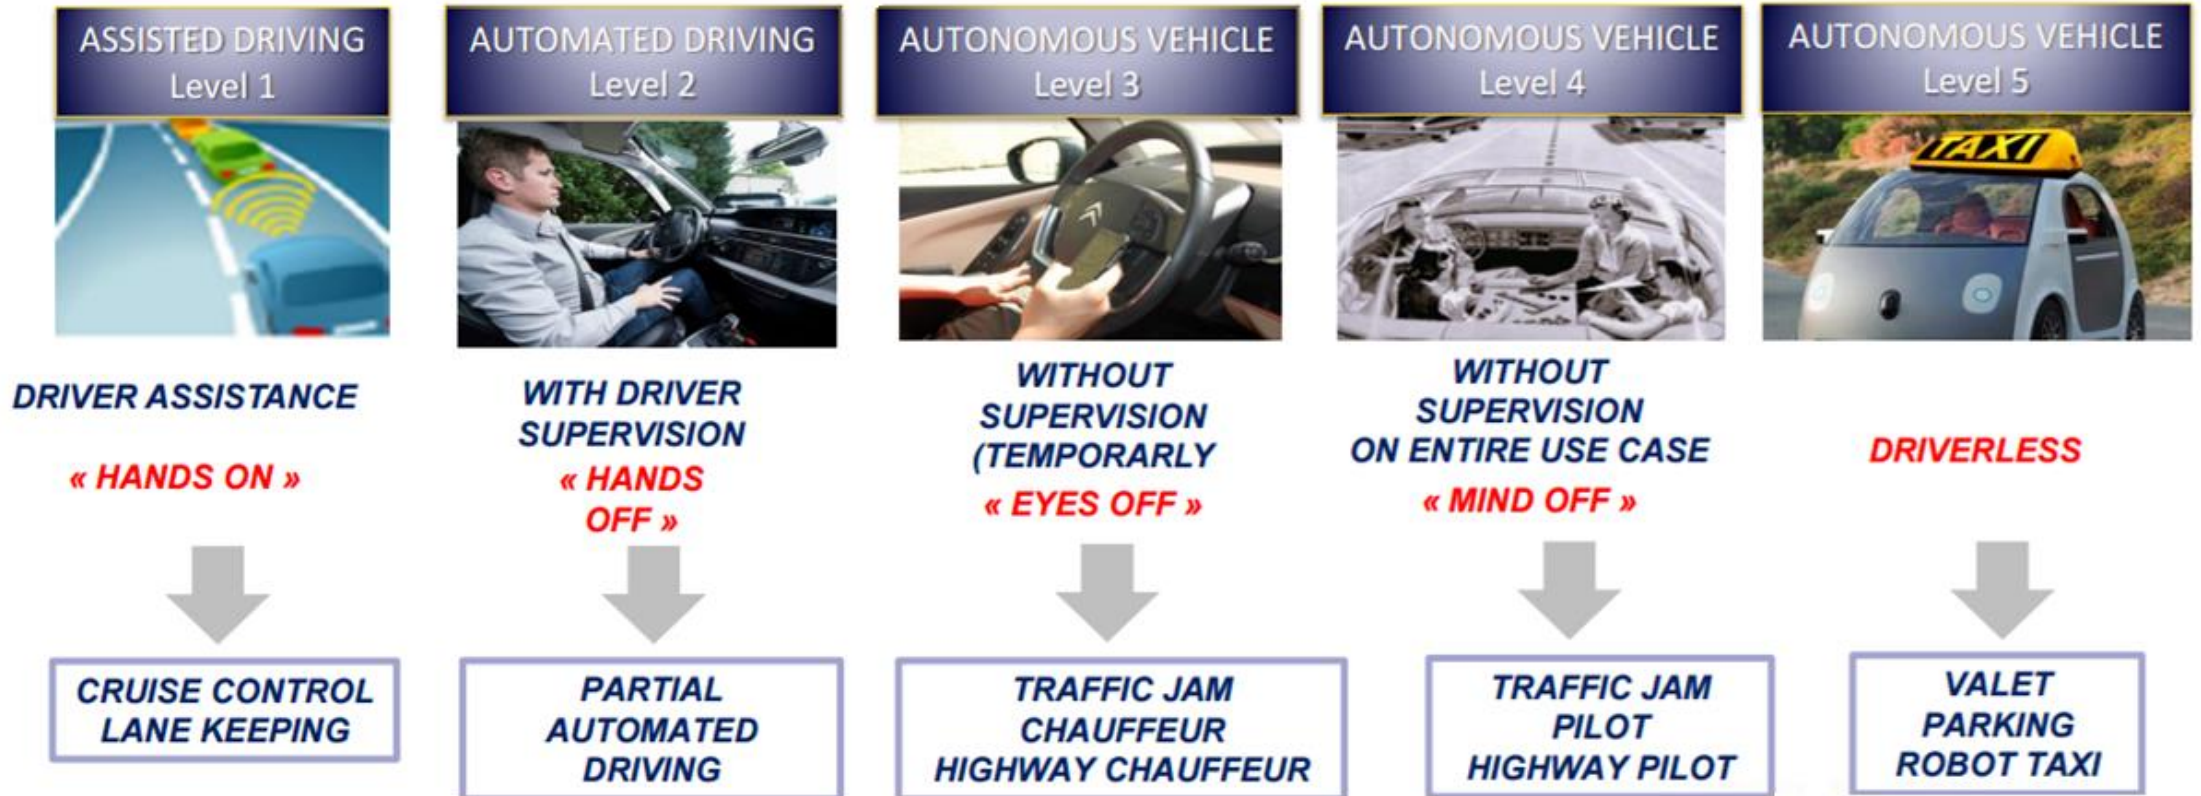 ASSISTED DRIVING
Level 1
DRIVER ASSISTANCE
« HANDS ON »
CRUISE CONTROL
LANE KEEPING
AUTOMATED DRIVING
Level 2
WITH DRIVER
SUPERVISION
« HANDS
OFF »
PARTIAL
AUTOMATED
DRIVING
AUTONOMOUS VEHICLE
Level 3
WITHOUT
SUPERVISION
(TEMPORARLY
« EYES OFF »
TRAFFIC JAM
CHAUFFEUR
HIGHWAY CHAUFFEUR
AUTONOMOUS VEHICLE
Level 4
WITHOUT
SUPERVISION
ON ENTIRE USE CASE
« MIND OFF »
TRAFFIC JAM
PILOT
HIGHWAY PILOT
AUTONOMOUS VEHICLE
Level 5
TAXI
DRIVERLESS
VALET
PARKING
ROBOT TAXI